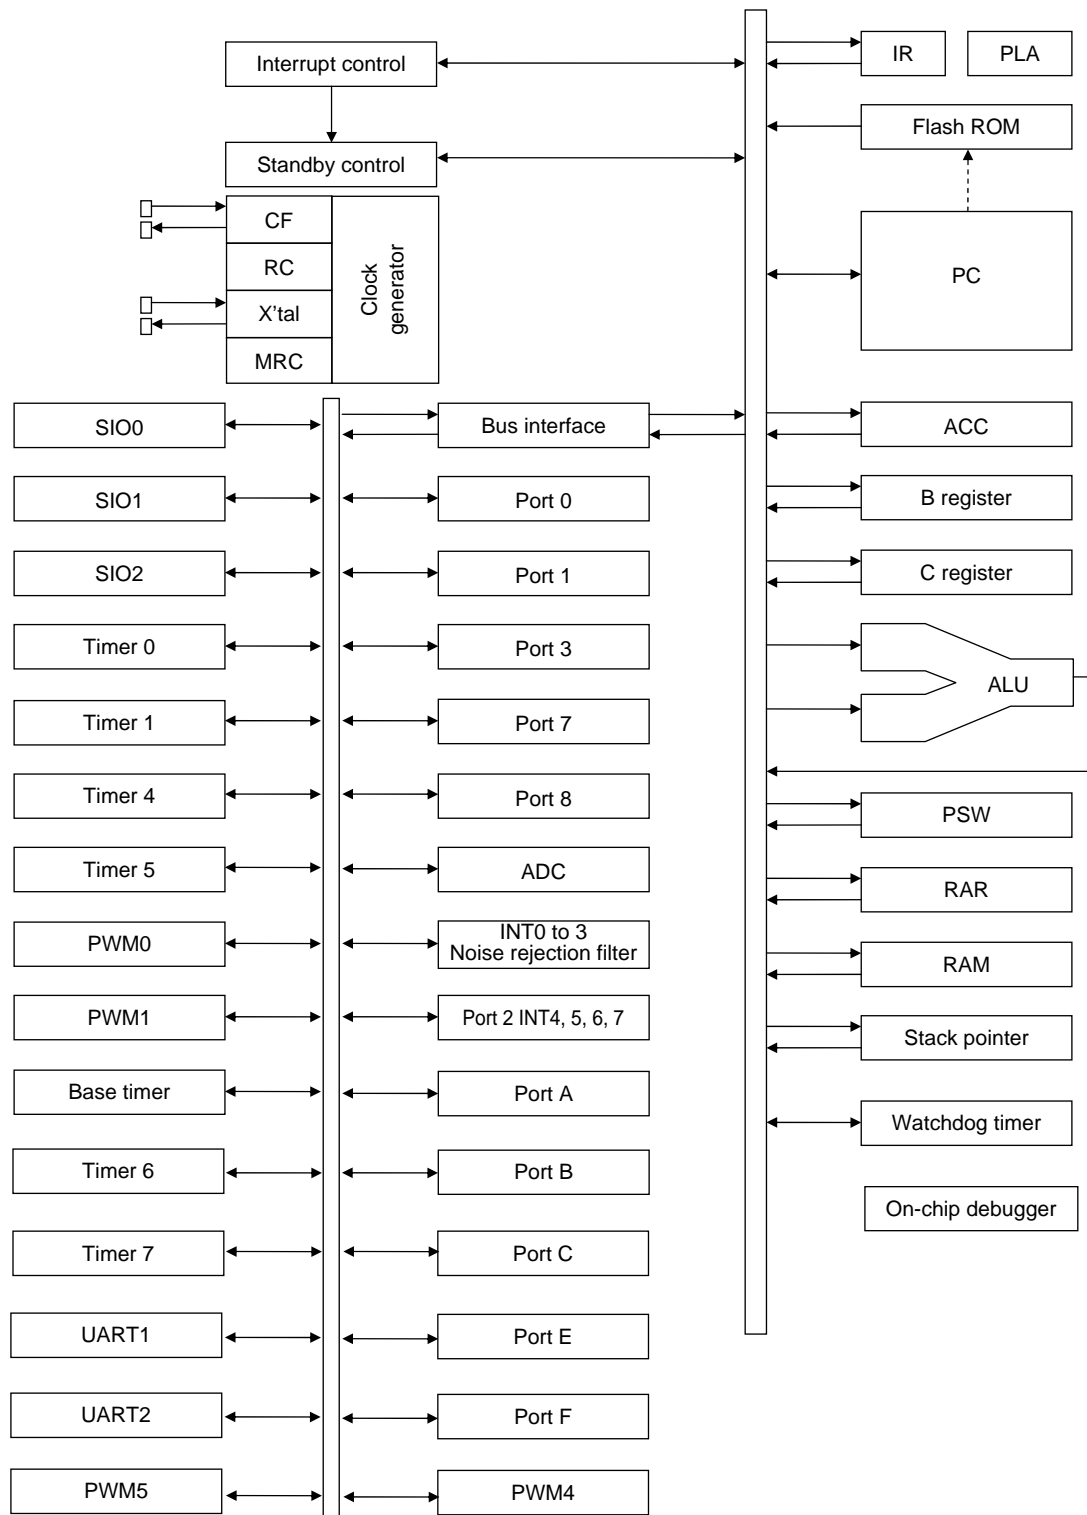 Interrupt control
IR
PLA
Flash ROM
Standby control
CF
RC
X'tal
MRC
Clock
generator
PC
SIO0
Bus interface
ACC
SIO1
Port 0
B register
SIO2
Port 1
C register
Timer 0
Port 3
ALU
Timer 1
Port 7
Timer 4
Port 8
PSW
Timer 5
ADC
RAR
PWM0
INT0 to 3
Noise rejection filter
RAM
PWM1
Port 2 INT4, 5, 6, 7
Stack pointer
Base timer
Port A
Watchdog timer
Timer 6
Port B
On-chip debugger
Timer 7
Port C
UART1
Port E
UART2
Port F
PWM5
PWM4